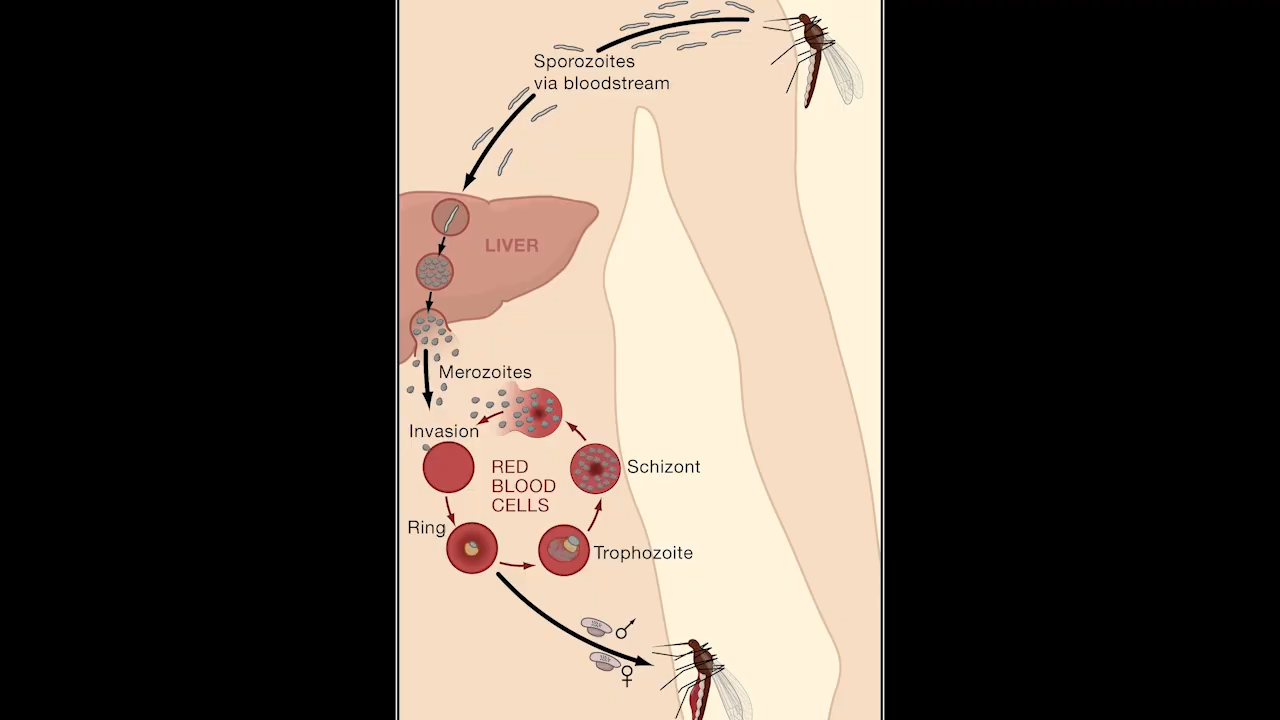 Sporozoites
via bloodstream
LIVER
Merozoites
Invasion
RED
BLOOD
CELLS
Schizont
Ring
Trophozoite